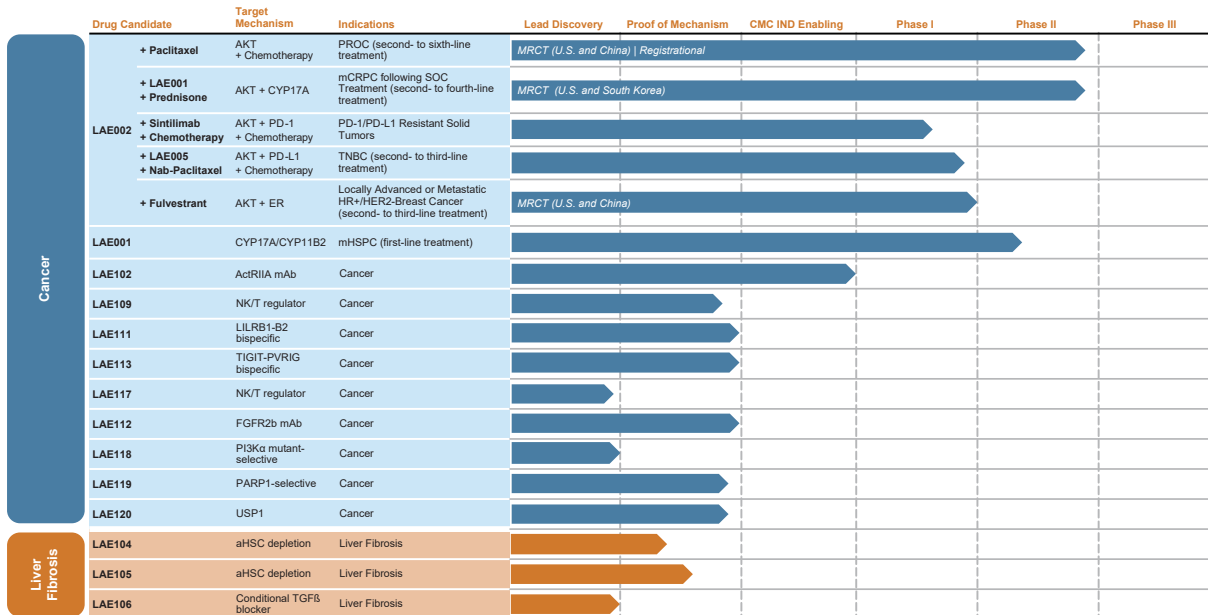 Drug Candidate
Target
Mechanism
Indications
Lead Discovery
Proof of Mechanism
CMC IND Enabling
Phase I
Phase II
Phase III
Cancer
LAE002
+ Paclitaxel
AKT
+ Chemotherapy
PROC (second- to sixth-line
treatment)
MRCT (U.S. and China) | Registrational
+ LAE001
+ Prednisone
AKT + CYP17A
mCRPC following SOC
Treatment (second- to fourth-line
treatment)
MRCT (U.S. and South Korea)
+ Sintilimab
+ Chemotherapy
AKT + PD-1
+ Chemotherapy
PD-1/PD-L1 Resistant Solid
Tumors
+ LAE005
+ Nab-Paclitaxel
AKT + PD-L1
+ Chemotherapy
TNBC (second- to third-line
treatment)
+ Fulvestrant
AKT + ER
Locally Advanced or Metastatic
HR+/HER2-Breast Cancer
(second- to third-line treatment)
MRCT (U.S. and China)
LAE001
CYP17A/CYP11B2
mHSPC (first-line treatment)
LAE102
ActRIIA mAb
Cancer
LAE109
NK/T regulator
Cancer
LAE111
LILRB1-B2
bispecific
Cancer
LAE113
TIGIT-PVRIG
bispecific
Cancer
LAE117
NK/T regulator
Cancer
LAE112
FGFR2b mAb
Cancer
LAE118
PI3Kα mutant-
selective
Cancer
LAE119
PARP1-selective
Cancer
LAE120
USP1
Cancer
Liver
Fibrosis
LAE104
aHSC depletion
Liver Fibrosis
LAE105
aHSC depletion
Liver Fibrosis
LAE106
Conditional TGFß
blocker
Liver Fibrosis